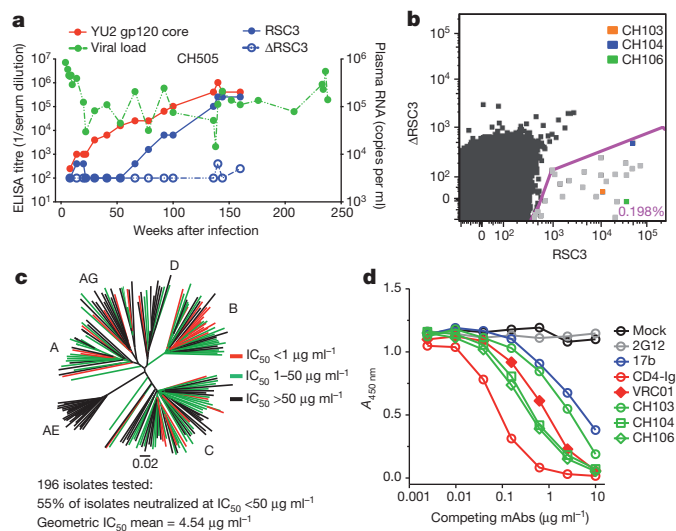 a
YU2 gp120 core
Viral load
RSC3
ΔRSC3
CH505
ELISA titre (1/serum dilution)
10⁷
10⁶
10⁵
10⁴
10³
10²
10¹
Plasma RNA (copies per ml)
10⁶
10⁵
10⁴
10³
0 50 100 150 200 250
Weeks after infection
b
CH103
CH104
CH106
ΔRSC3
10⁵
10⁴
10³
10²
0
0 10² 10³ 10⁴ 10⁵
0.198%
RSC3
c
D
AG
B
A
AE
C
IC₅₀ <1 μg ml⁻¹
IC₅₀ 1–50 μg ml⁻¹
IC₅₀ >50 μg ml⁻¹
0.02
196 isolates tested:
55% of isolates neutralized at IC₅₀ <50 μg ml⁻¹
Geometric IC₅₀ mean = 4.54 μg ml⁻¹
d
A₄₅₀ nm
1.5
1.0
0.5
0.0
0.01 0.1 1 10
Competing mAbs (μg ml⁻¹)
Mock
2G12
17b
CD4-Ig
VRC01
CH103
CH104
CH106